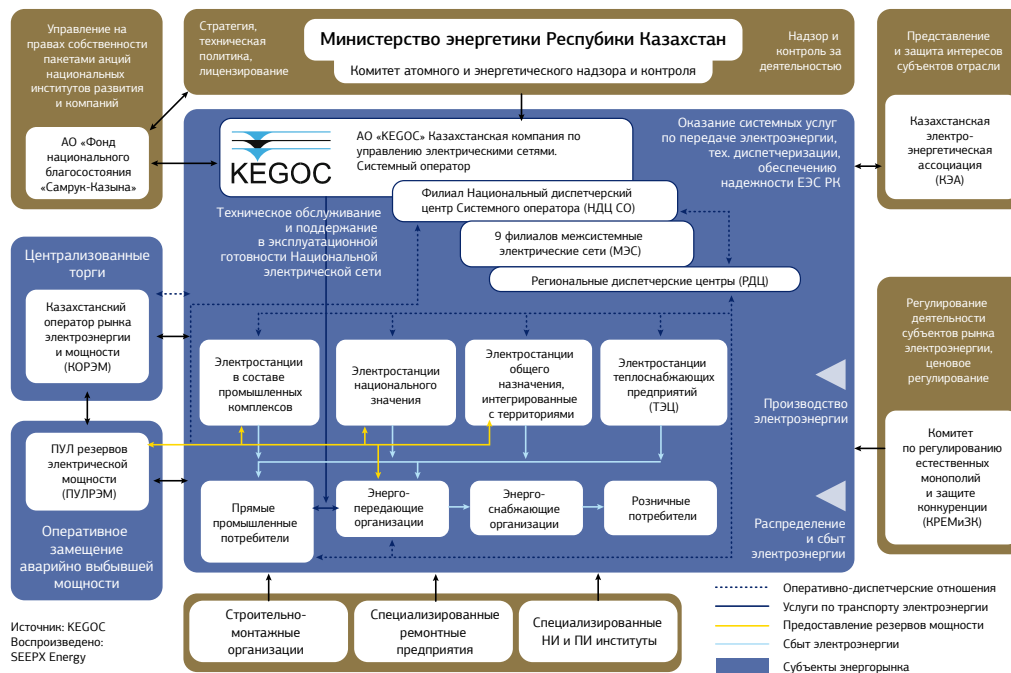 Управление на
правах собственности
пакетами акций
национальных
институтов развития
и компаний
АО «Фонд
национального
благосостояния
«Самрук-Казына»
Стратегия,
техническая
политика,
лицензирование
Министерство энергетики Респубики Казахстан
Комитет атомного и энергетического надзора и контроля
Надзор и
контроль за
деятельностью
Представление
и защита интересов
субъектов отрасли
Казахстанская
электро-
энергетическая
ассоциация
(КЭА)
KEGOC
АО «KEGOC» Казахстанская компания по
управлению электрическими сетями.
Системный оператор
Оказание системных услуг
по передаче электроэнергии,
тех. диспетчеризации,
обеспечению
надежности ЕЭС РК
Филиал Национальный диспетчерский
центр Системного оператора (НДЦ СО)
9 филиалов межсистемные
электрические сети (МЭС)
Региональные диспетчерские центры (РДЦ)
Техническое обслуживание
и поддержание
в эксплуатационной
готовности Национальной
электрической сети
Централизованные
торги
Казахстанский
оператор рынка
электроэнергии
и мощности
(КОРЭМ)
ПУЛ резервов
электрической
мощности
(ПУЛРЭМ)
Оперативное
замещение
аварийно выбывшей
мощности
Электростанции
в составе
промышленных
комплексов
Электростанции
национального
значения
Электростанции
общего
назначения,
интегрированные
с территориями
Электростанции
теплоснабжающих
предприятий
(ТЭЦ)
Производство
электроэнергии
Прямые
промышленные
потребители
Энерго-
передающие
организации
Энерго-
снабжающие
организации
Розничные
потребители
Распределение
и сбыт
электроэнергии
Регулирование
деятельности
субъектов рынка
электроэнергии,
ценовое
регулирование
Комитет
по регулированию
естественных
монополий
и защите
конкуренции
(КРЕМиЗК)
Строительно-
монтажные
организации
Специализированные
ремонтные
предприятия
Специализированные
НИ и ПИ институты
Оперативно-диспетчерские отношения
Услуги по транспорту электроэнергии
Предоставление резервов мощности
Сбыт электроэнергии
Субъекты энергорынка
Источник: KEGOC
Воспроизведено:
SEEPX Energy